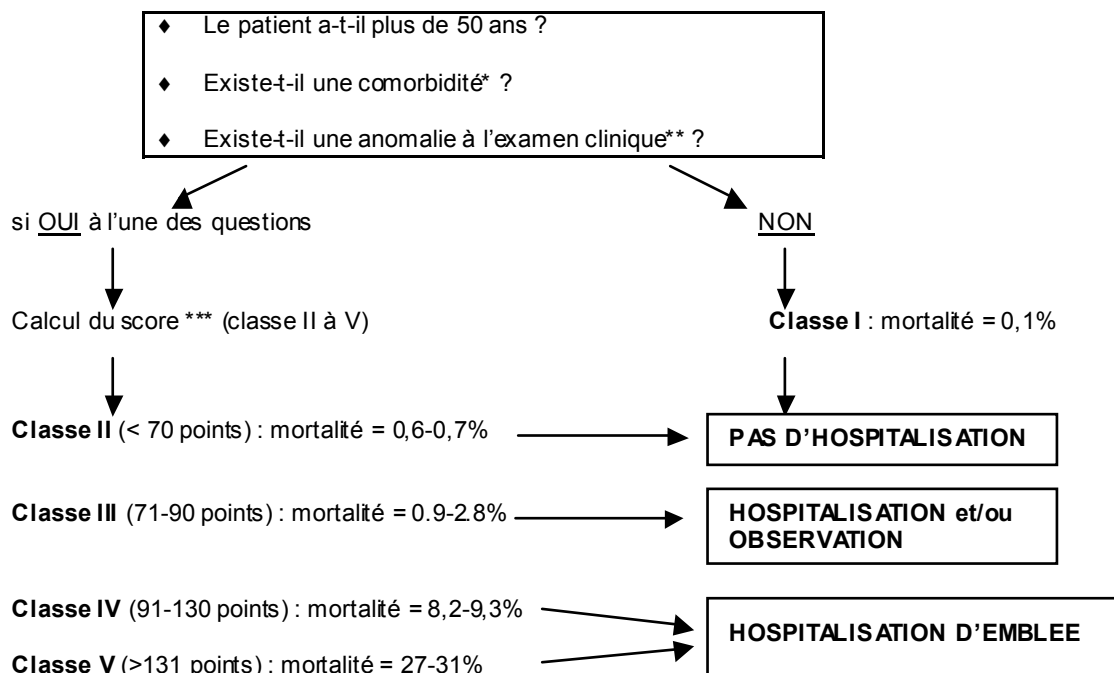 ♦ Le patient a-t-il plus de 50 ans ?
♦ Existe-t-il une comorbidité* ?
♦ Existe-t-il une anomalie à l'examen clinique** ?
si OUI à l'une des questions
NON
Calcul du score *** (classe II à V)
Classe I : mortalité = 0,1%
Classe II (< 70 points) : mortalité = 0,6-0,7%
PAS D'HOSPITALISATION
Classe III (71-90 points) : mortalité = 0.9-2.8%
HOSPITALISATION et/ou
OBSERVATION
Classe IV (91-130 points) : mortalité = 8,2-9,3%
HOSPITALISATION D'EMBLEE
Classe V (>131 points) : mortalité = 27-31%